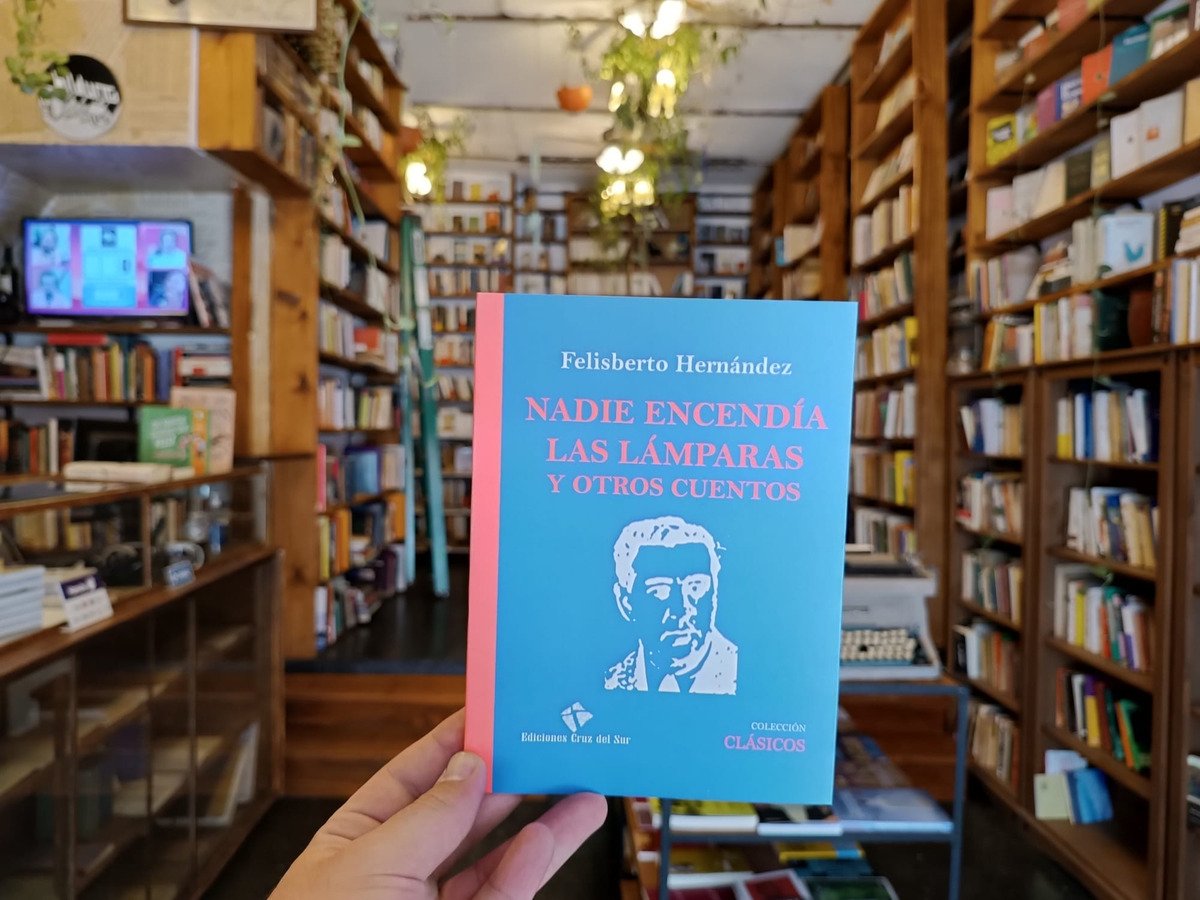 Felisberto Hernández
NADIE ENCENDÍA
LAS LÁMPARAS
Y OTROS CUENTOS
Ediciones Cruz del Sur
COLECCIÓN
CLÁSICOS